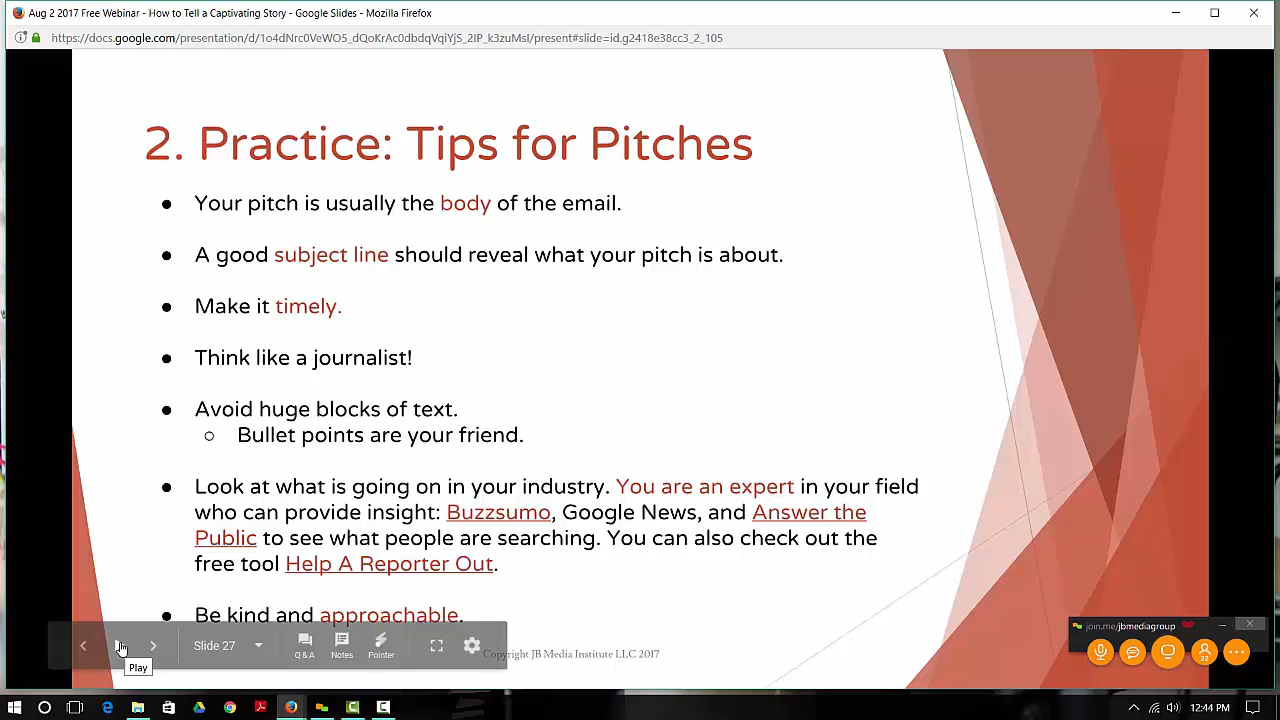 Aug 2 2017 Free Webinar - How to Tell a Captivating Story - Google Slides - Mozilla Firefox
https://docs.google.com/presentation/d/1o4dNrc0VeWO5_dQoKrAc0dbdqVqiYjS_2IP_k3zuMsI/present#slide=id.g2418e38cc3_2_105
2. Practice: Tips for Pitches
● Your pitch is usually the body of the email.
● A good subject line should reveal what your pitch is about.
● Make it timely.
● Think like a journalist!
● Avoid huge blocks of text.
○ Bullet points are your friend.
● Look at what is going on in your industry. You are an expert in your field
who can provide insight: Buzzsumo, Google News, and Answer the
Public to see what people are searching. You can also check out the
free tool Help A Reporter Out.
● Be kind and approachable.
Slide 27
Q & A
Notes
Pointer
Play
Copyright JB Media Institute LLC 2017
join.me/jbmediagroup
32
12:44 PM